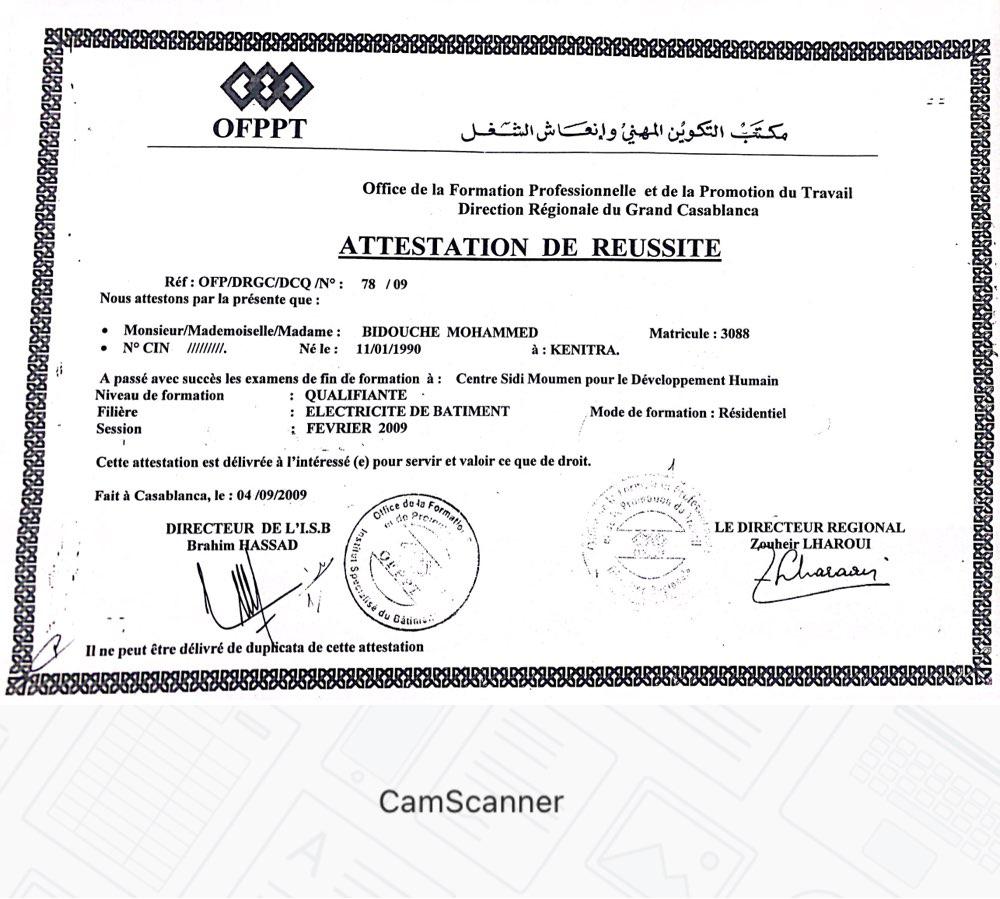 OFPPT
مكتب التكوين المهني وإنعاش الشغل
Office de la Formation Professionnelle et de la Promotion du Travail
Direction Régionale du Grand Casablanca
ATTESTATION DE REUSSITE
Réf : OFP/DRGC/DCQ /N° : 78 / 09
Nous attestons par la présente que :
• Monsieur/Mademoiselle/Madame : BIDOUCHE MOHAMMED Matricule : 3088
• N° CIN /////////. Né le : 11/01/1990 à : KENITRA.
A passé avec succès les examens de fin de formation à : Centre Sidi Moumen pour le Développement Humain
Niveau de formation : QUALIFIANTE
Filière : ELECTRICITE DE BATIMENT Mode de formation : Résidentiel
Session : FEVRIER 2009
Cette attestation est délivrée à l'intéressé (e) pour servir et valoir ce que de droit.
Fait à Casablanca, le : 04 /09/2009
DIRECTEUR DE L'I.S.B
Brahim HASSAD
Office de la Formation
et de
OFPPT
Institut Spécialisé du Bâtiment
LE DIRECTEUR REGIONAL
Zouheir LHAROUI
Il ne peut être délivré de duplicata de cette attestation
CamScanner